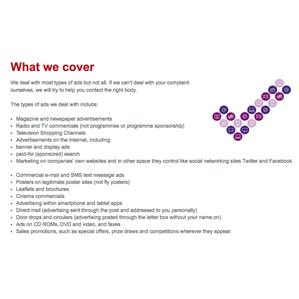 What we cover
We deal with most types of ads but not all. If we can't deal with your complaint
ourselves, we will try to help you contact the right body.
The types of ads we deal with include:
• Magazine and newspaper advertisements
• Radio and TV commercials (not programmes or programme sponsorship)
• Television Shopping Channels
• Advertisements on the Internet, including:
• banner and display ads
• paid-for (sponsored) search
• Marketing on companies' own websites and in other space they control like social networking sites Twitter and Facebook
• Commercial e-mail and SMS text message ads
• Posters on legitimate poster sites (not fly posters)
• Leaflets and brochures
• Cinema commercials
• Advertising within smartphone and tablet apps
• Direct mail (advertising sent through the post and addressed to you personally)
• Door drops and circulars (advertising posted through the letter box without your name on)
• Ads on CD ROMs, DVD and video, and faxes
• Sales promotions, such as special offers, prize draws and competitions wherever they appear.